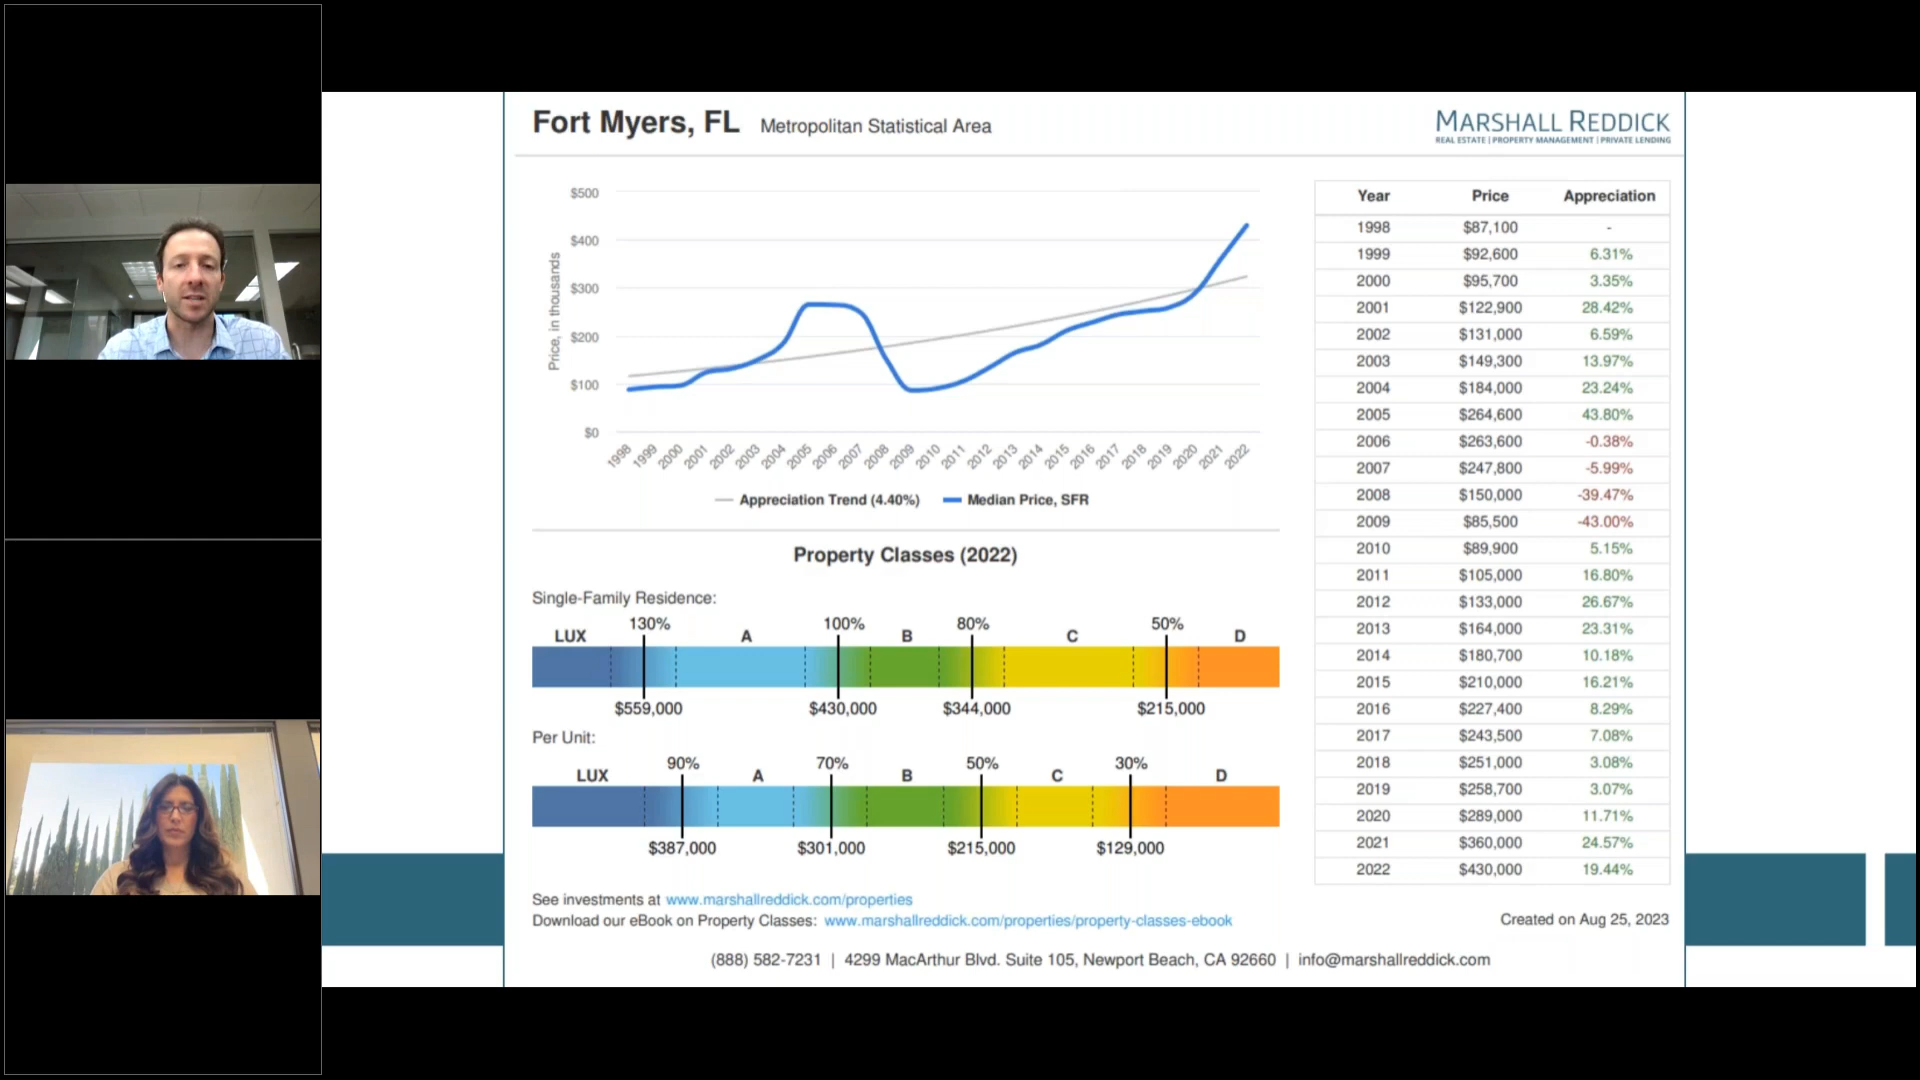 Fort Myers, FL Metropolitan Statistical Area
MARSHALL REDDICK
REAL ESTATE | PROPERTY MANAGEMENT | PRIVATE LENDING
Price, in thousands
$500
$400
$300
$200
$100
$0
1998 1999 2000 2001 2002 2003 2004 2005 2006 2007 2008 2009 2010 2011 2012 2013 2014 2015 2016 2017 2018 2019 2020 2021 2022
Appreciation Trend (4.40%) Median Price, SFR
Property Classes (2022)
Single-Family Residence:
130% 100% 80% 50%
LUX A B C D
$559,000 $430,000 $344,000 $215,000
Per Unit:
90% 70% 50% 30%
LUX A B C D
$387,000 $301,000 $215,000 $129,000
Year Price Appreciation
1998 $87,100 -
1999 $92,600 6.31%
2000 $95,700 3.35%
2001 $122,900 28.42%
2002 $131,000 6.59%
2003 $149,300 13.97%
2004 $184,000 23.24%
2005 $264,600 43.80%
2006 $263,600 -0.38%
2007 $247,800 -5.99%
2008 $150,000 -39.47%
2009 $85,500 -43.00%
2010 $89,900 5.15%
2011 $105,000 16.80%
2012 $133,000 26.67%
2013 $164,000 23.31%
2014 $180,700 10.18%
2015 $210,000 16.21%
2016 $227,400 8.29%
2017 $243,500 7.08%
2018 $251,000 3.08%
2019 $258,700 3.07%
2020 $289,000 11.71%
2021 $360,000 24.57%
2022 $430,000 19.44%
See investments at www.marshallreddick.com/properties
Download our eBook on Property Classes: www.marshallreddick.com/properties/property-classes-ebook
Created on Aug 25, 2023
(888) 582-7231 | 4299 MacArthur Blvd. Suite 105, Newport Beach, CA 92660 | info@marshallreddick.com